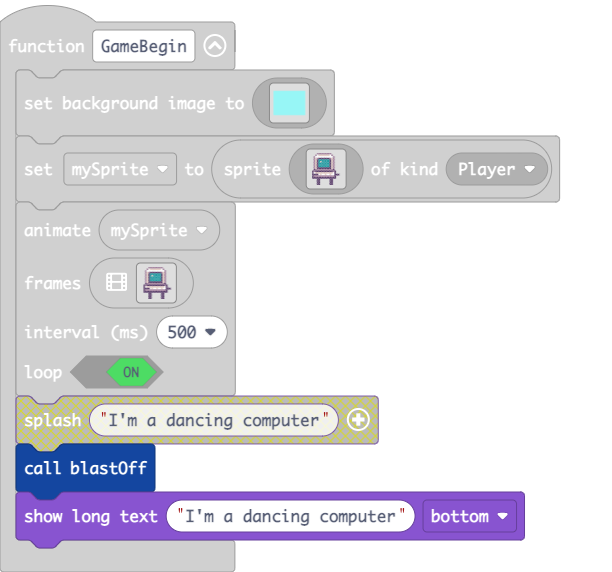 function GameBegin
set background image to
set mySprite to sprite of kind Player
animate mySprite
frames
interval (ms) 500
loop ON
splash "I'm a dancing computer"
call blastOff
show long text "I'm a dancing computer" bottom